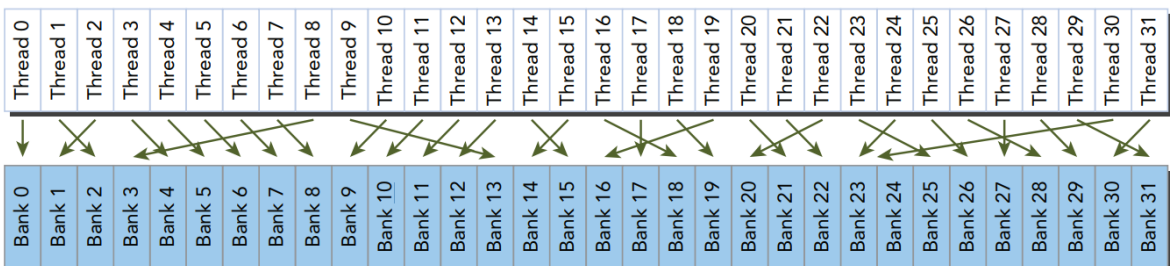 Thread 0 Thread 1 Thread 2 Thread 3 Thread 4 Thread 5 Thread 6 Thread 7 Thread 8 Thread 9 Thread 10 Thread 11 Thread 12 Thread 13 Thread 14 Thread 15 Thread 16 Thread 17 Thread 18 Thread 19 Thread 20 Thread 21 Thread 22 Thread 23 Thread 24 Thread 25 Thread 26 Thread 27 Thread 28 Thread 29 Thread 30 Thread 31
Bank 0 Bank 1 Bank 2 Bank 3 Bank 4 Bank 5 Bank 6 Bank 7 Bank 8 Bank 9 Bank 10 Bank 11 Bank 12 Bank 13 Bank 14 Bank 15 Bank 16 Bank 17 Bank 18 Bank 19 Bank 20 Bank 21 Bank 22 Bank 23 Bank 24 Bank 25 Bank 26 Bank 27 Bank 28 Bank 29 Bank 30 Bank 31